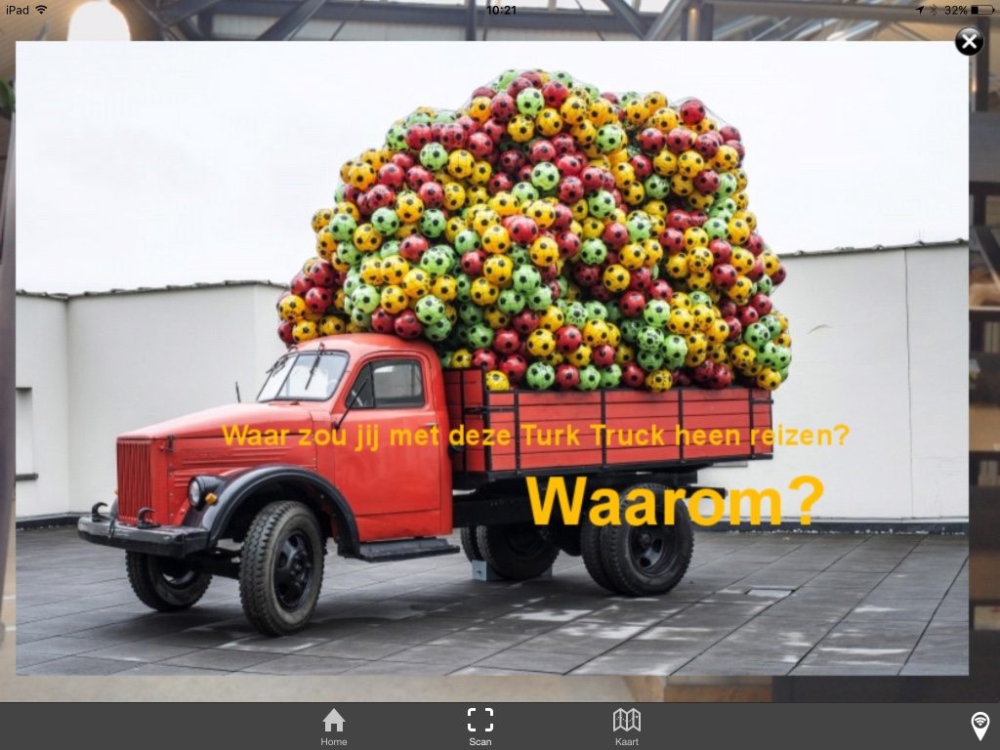 iPad
10:21
32%
Waar zou jij met deze Turk Truck heen reizen?
Waarom?
Home
Scan
Kaart